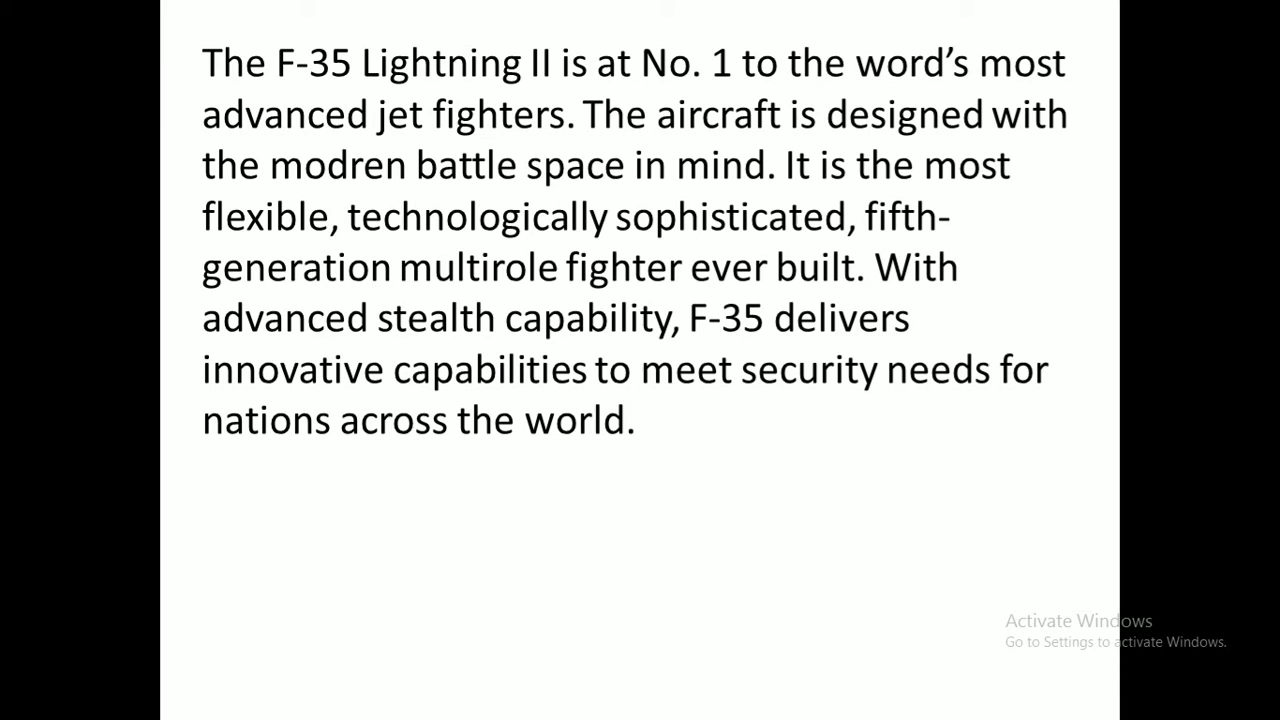 The F-35 Lightning II is at No. 1 to the word’s most
advanced jet fighters. The aircraft is designed with
the modren battle space in mind. It is the most
flexible, technologically sophisticated, fifth-
generation multirole fighter ever built. With
advanced stealth capability, F-35 delivers
innovative capabilities to meet security needs for
nations across the world.
Activate Windows
Go to Settings to activate Windows.